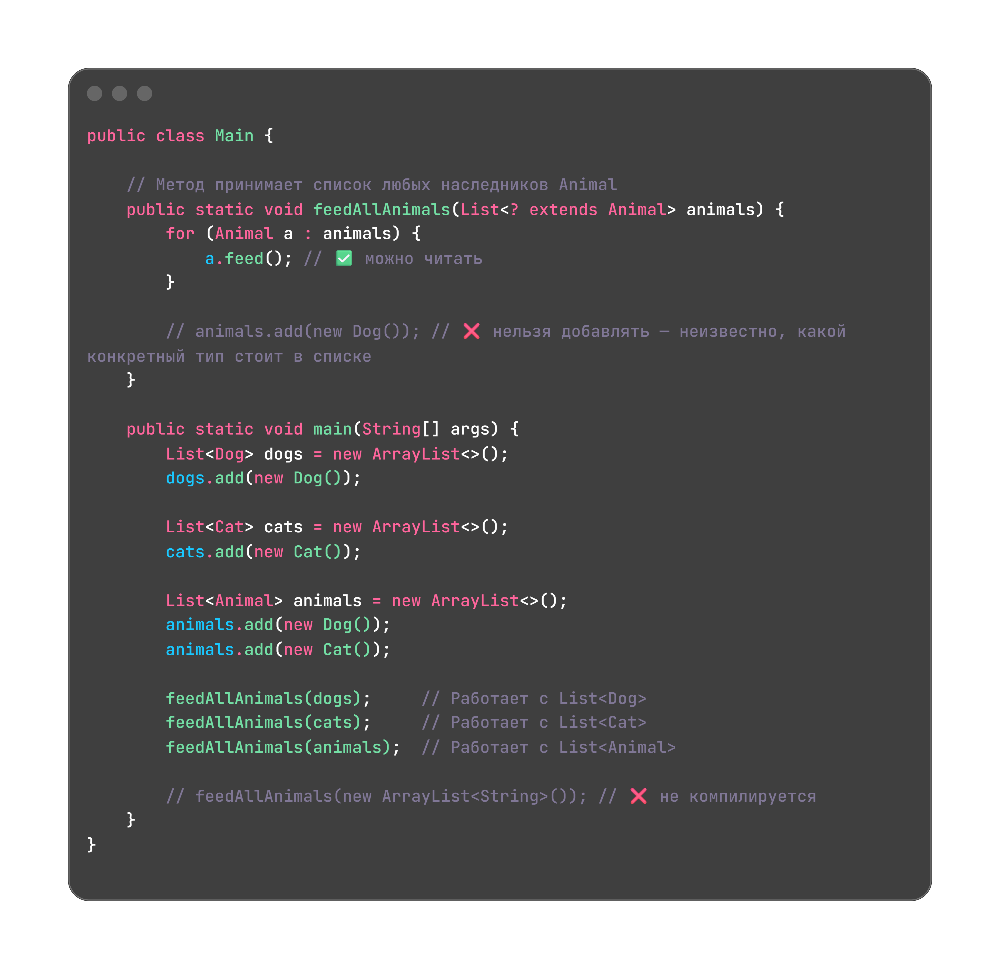 public class Main {
// Метод принимает список любых наследников Animal
public static void feedAllAnimals(List<? extends Animal> animals) {
for (Animal a : animals) {
a.feed(); // ✅ можно читать
}
// animals.add(new Dog()); // ❌ нельзя добавлять — неизвестно, какой
конкретный тип стоит в списке
}
public static void main(String[] args) {
List<Dog> dogs = new ArrayList<>();
dogs.add(new Dog());
List<Cat> cats = new ArrayList<>();
cats.add(new Cat());
List<Animal> animals = new ArrayList<>();
animals.add(new Dog());
animals.add(new Cat());
feedAllAnimals(dogs);     // Работает с List<Dog>
feedAllAnimals(cats);     // Работает с List<Cat>
feedAllAnimals(animals);  // Работает с List<Animal>
// feedAllAnimals(new ArrayList<String>()); // ❌ не компилируется
}
}